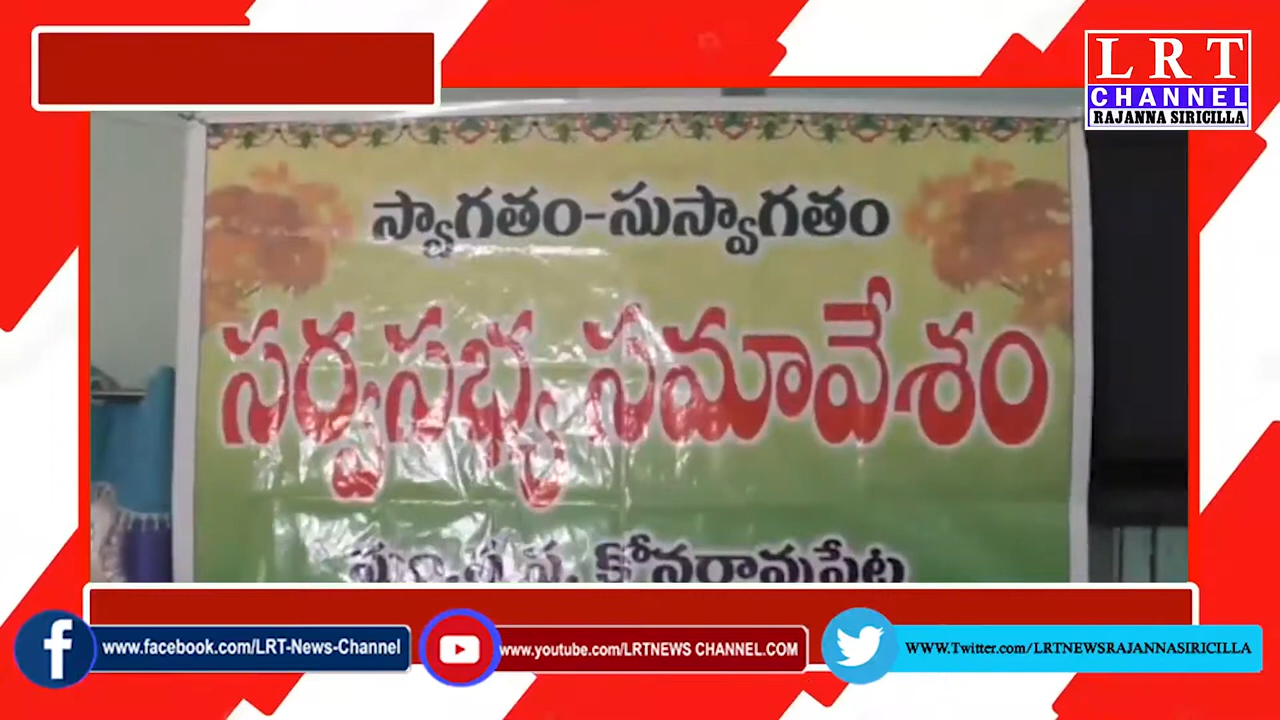 L R T
CHANNEL
RAJANNA SIRICILLA
స్వాగతం-సుస్వాగతం
సర్వసభ్య సమావేశం
కోనరావుపేట
www.facebook.com/LRT-News-Channel
www.youtube.com/LRTNEWS CHANNEL.COM
WWW.Twitter.com/LRTNEWSRAJANNASIRICILLA